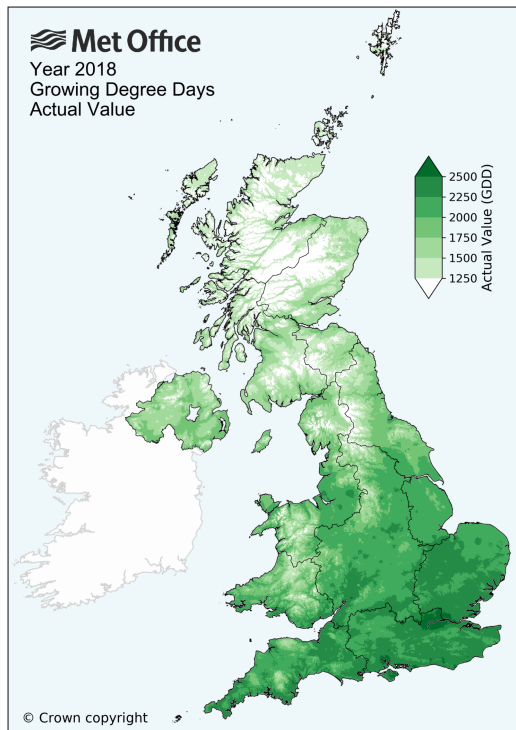 Met Office
Year 2018
Growing Degree Days
Actual Value
2500
2250
2000
1750
1500
1250
Actual Value (GDD)
© Crown copyright